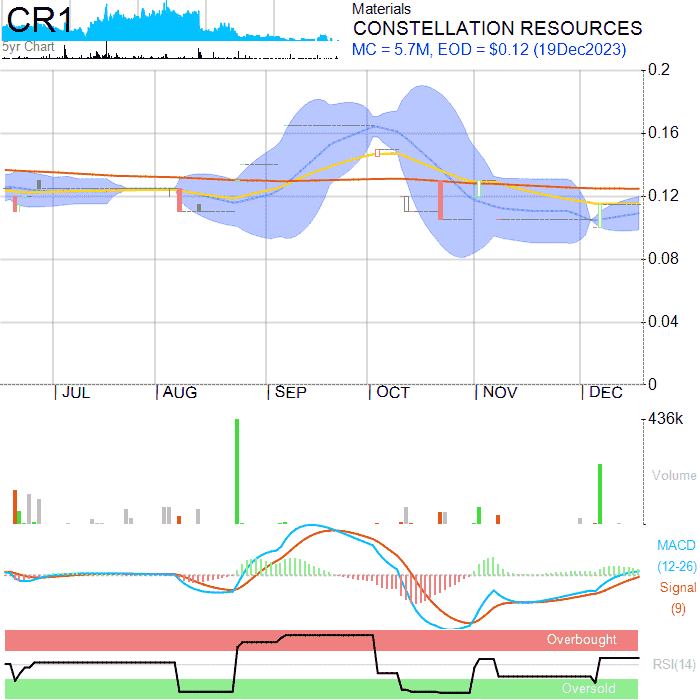 CR1
5yr Chart
Materials
CONSTELLATION RESOURCES
MC = 5.7M, EOD = $0.12 (19Dec2023)
0.2
0.16
0.12
0.08
0.04
0
JUL
AUG
SEP
OCT
NOV
DEC
436k
Volume
MACD
(12-26)
Signal
(9)
Overbought
RSI(14)
Oversold